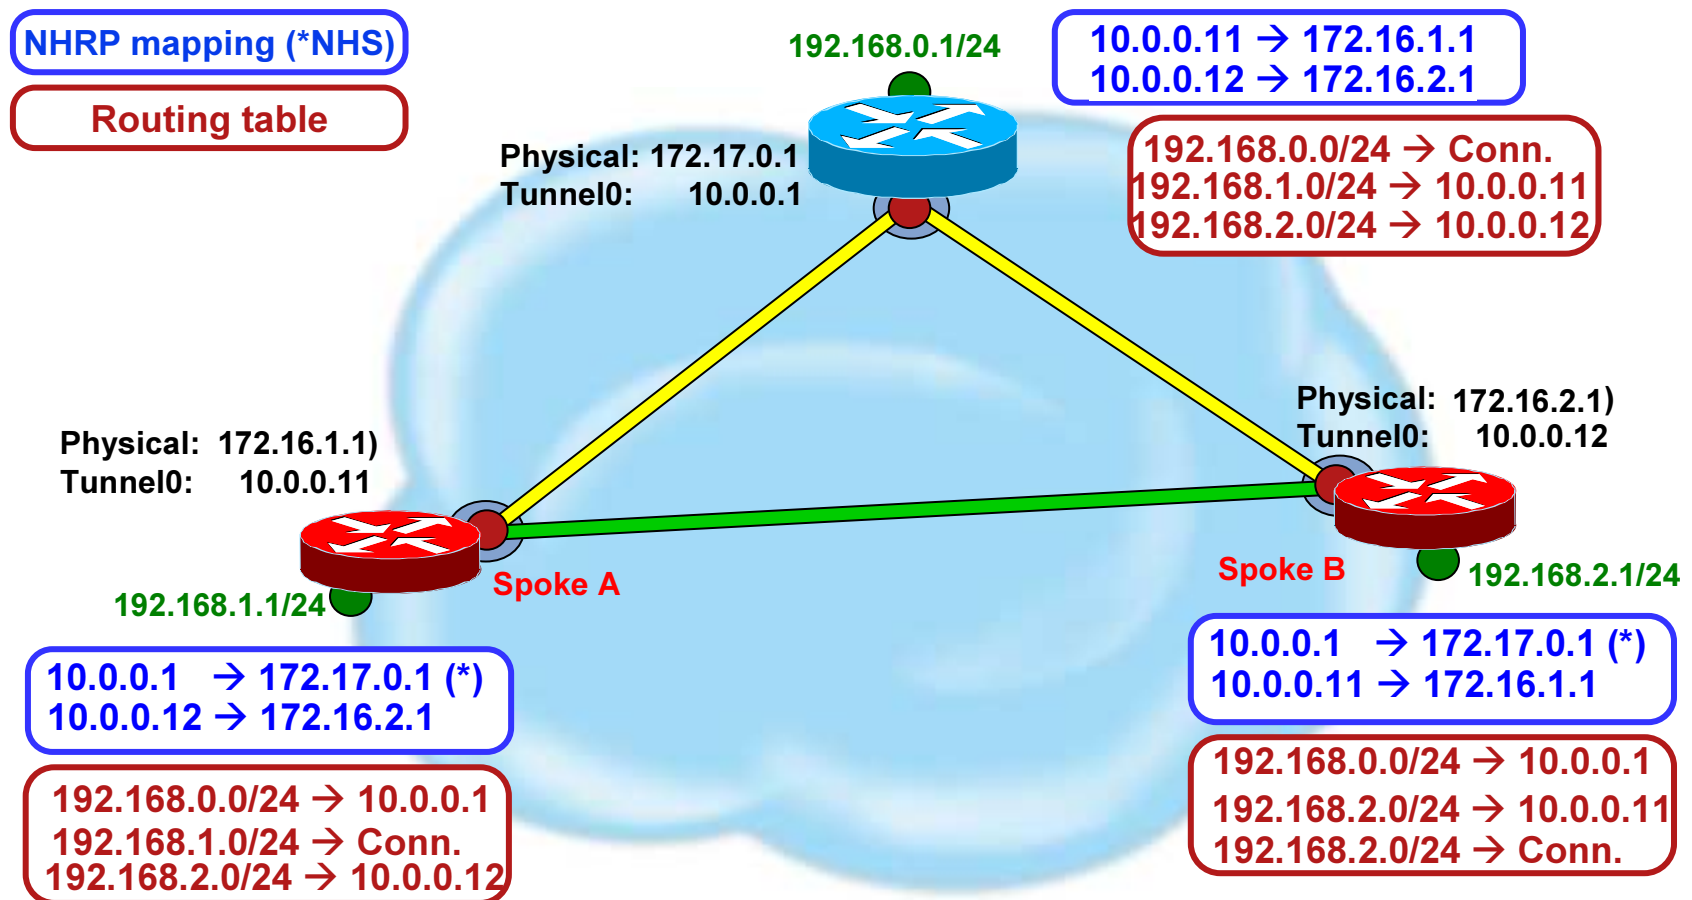 NHRP mapping (*NHS)
Routing table
192.168.0.1/24
10.0.0.11 → 172.16.1.1
10.0.0.12 → 172.16.2.1
192.168.0.0/24 → Conn.
192.168.1.0/24 → 10.0.0.11
192.168.2.0/24 → 10.0.0.12
Physical: 172.17.0.1
Tunnel0: 10.0.0.1
Physical: 172.16.2.1)
Tunnel0: 10.0.0.12
Physical: 172.16.1.1)
Tunnel0: 10.0.0.11
Spoke A
Spoke B
192.168.1.1/24
192.168.2.1/24
10.0.0.1 → 172.17.0.1 (*)
10.0.0.12 → 172.16.2.1
192.168.0.0/24 → 10.0.0.1
192.168.1.0/24 → Conn.
192.168.2.0/24 → 10.0.0.12
10.0.0.1 → 172.17.0.1 (*)
10.0.0.11 → 172.16.1.1
192.168.0.0/24 → 10.0.0.1
192.168.2.0/24 → 10.0.0.11
192.168.2.0/24 → Conn.